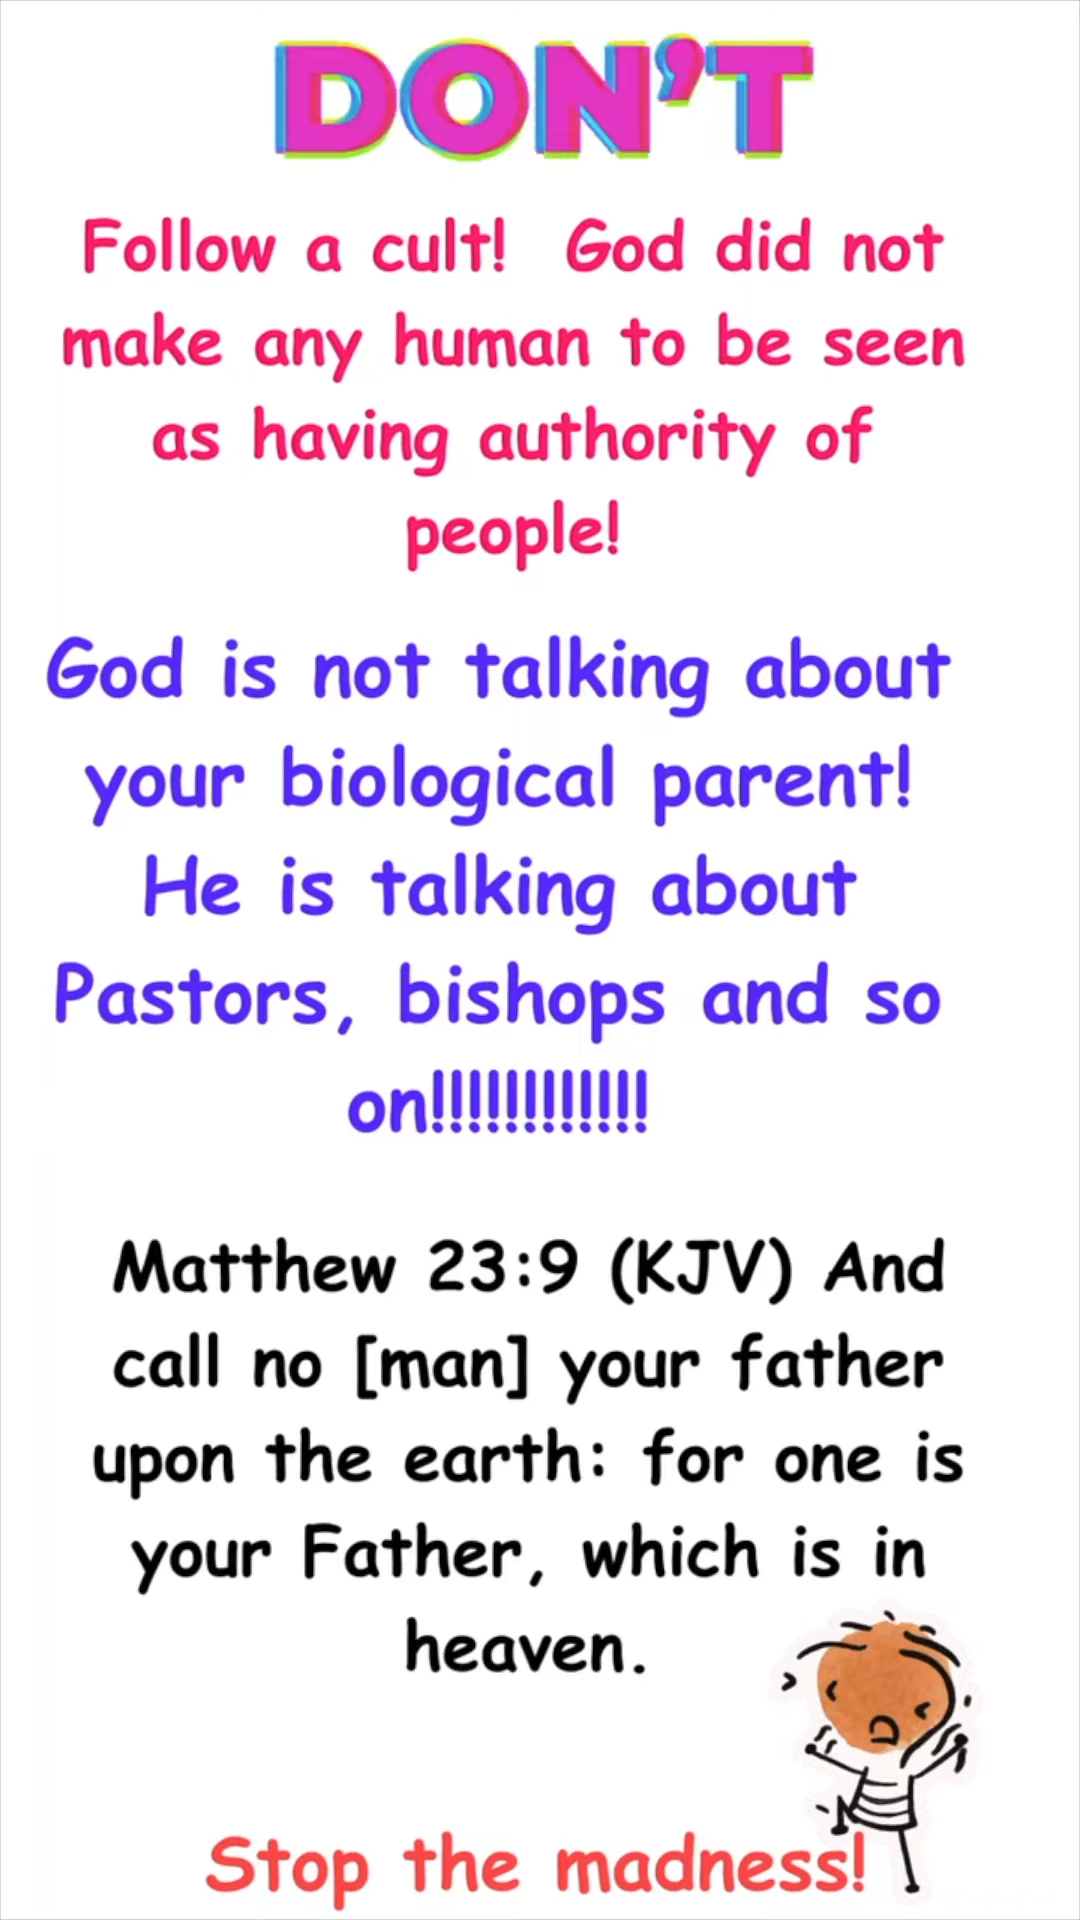 DON'T
Follow a cult! God did not
make any human to be seen
as having authority of
people!
God is not talking about
your biological parent!
He is talking about
Pastors, bishops and so
on!!!!!!!!!!!!
Matthew 23:9 (KJV) And
call no [man] your father
upon the earth: for one is
your Father, which is in
heaven.
Stop the madness!